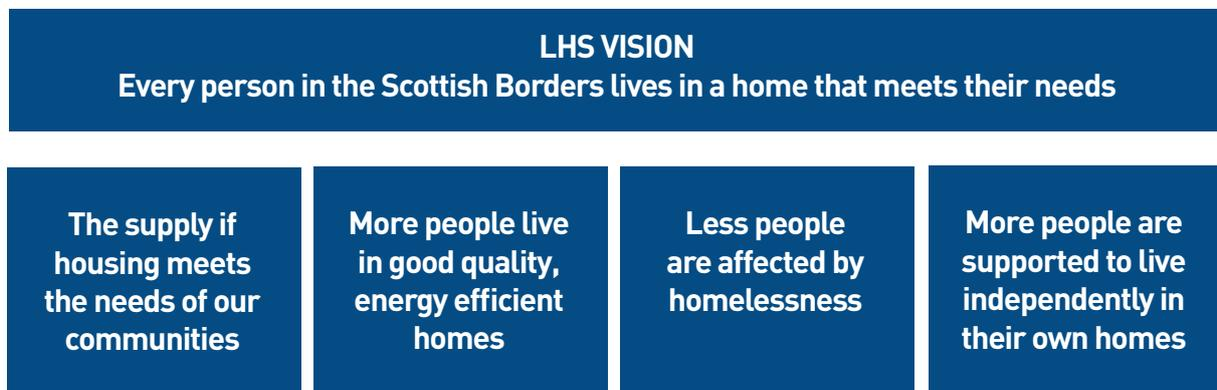 LHS VISION
Every person in the Scottish Borders lives in a home that meets their needs
The supply if
housing meets
the needs of our
communities
More people live
in good quality,
energy efficient
homes
Less people
are affected by
homelessness
More people are
supported to live
independently in
their own homes